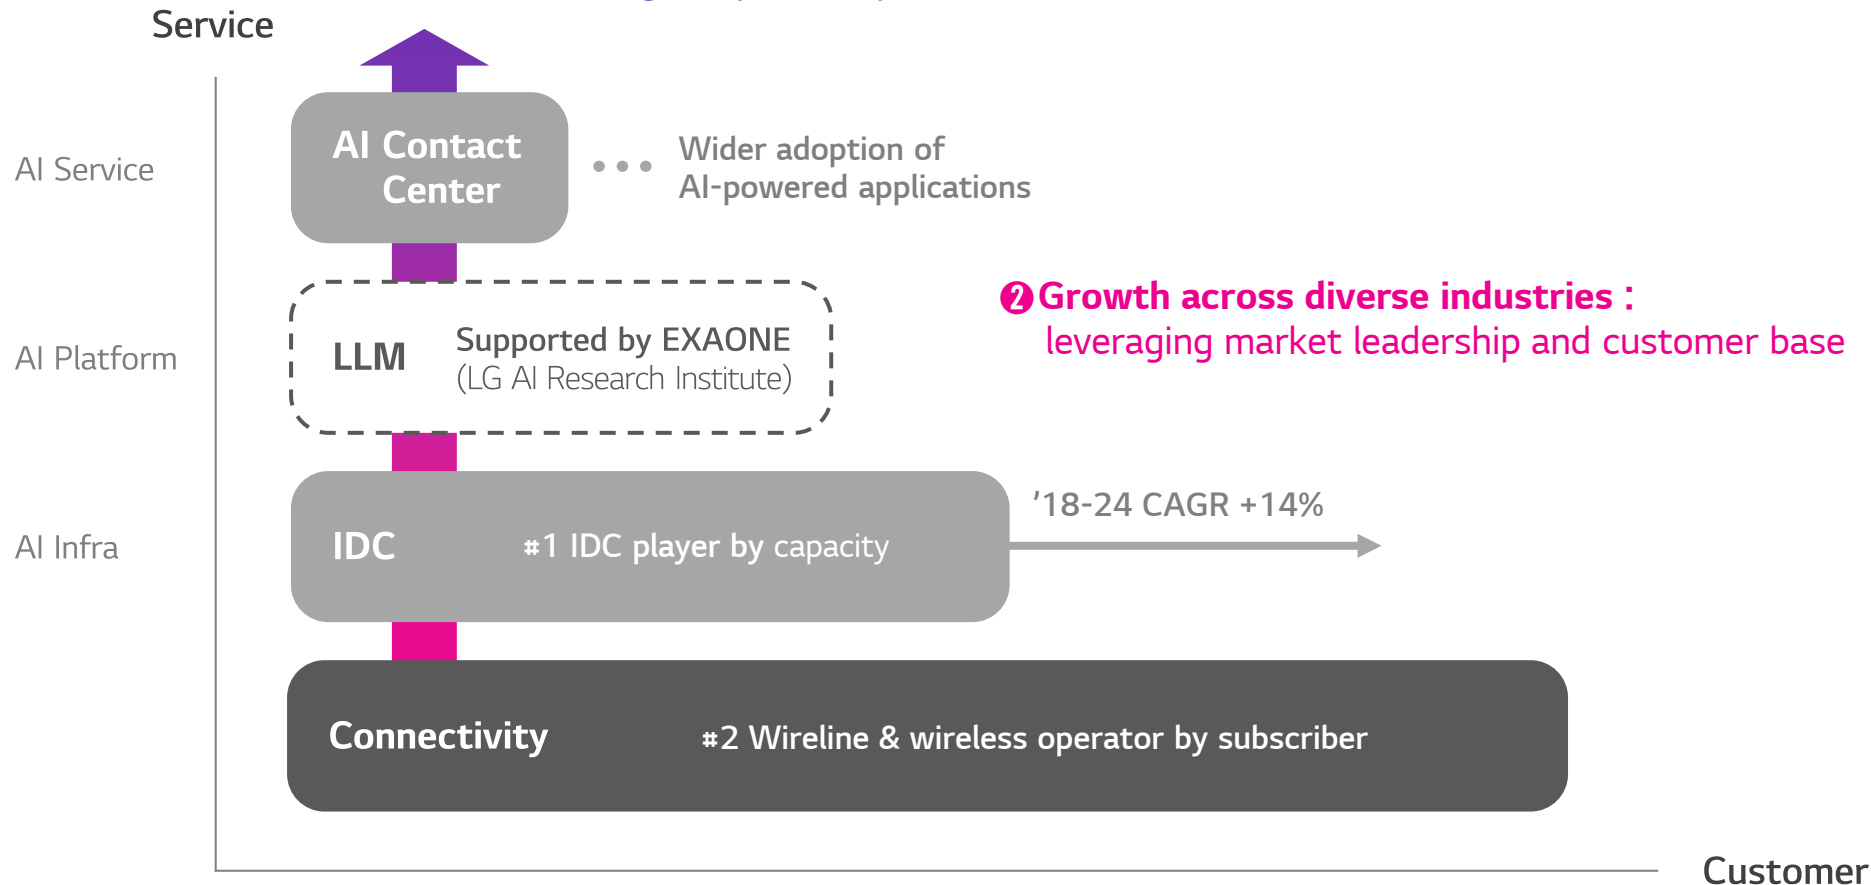 Service
AI Service
AI Contact
Center
Wider adoption of
AI-powered applications
❷Growth across diverse industries :
leveraging market leadership and customer base
AI Platform
LLM
Supported by EXAONE
(LG AI Research Institute)
AI Infra
IDC
#1 IDC player by capacity
’18-24 CAGR +14%
Connectivity
#2 Wireline & wireless operator by subscriber
Customer